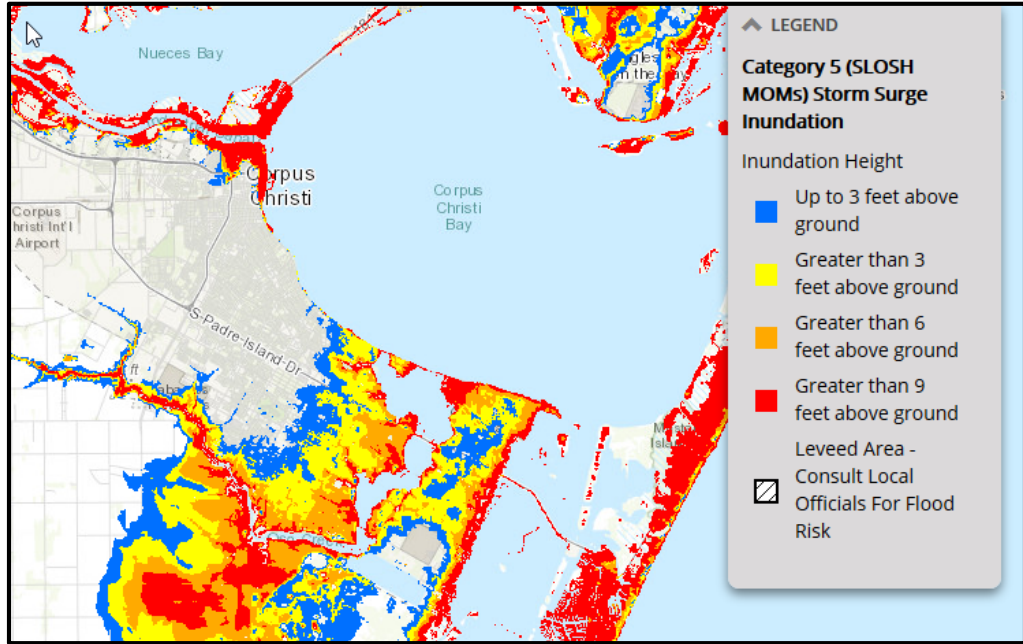 Nueces Bay
LEGEND
Category 5 (SLOSH
MOMs) Storm Surge
Inundation
Inundation Height
Up to 3 feet above
ground
Greater than 3
feet above ground
Greater than 6
feet above ground
Greater than 9
feet above ground
Leveed Area -
Consult Local
Officials For Flood
Risk
Corpus
Christi
Corpus
Christi
Bay
Corpus
hristi Int'l
Airport
S-Padre-Island-Dr